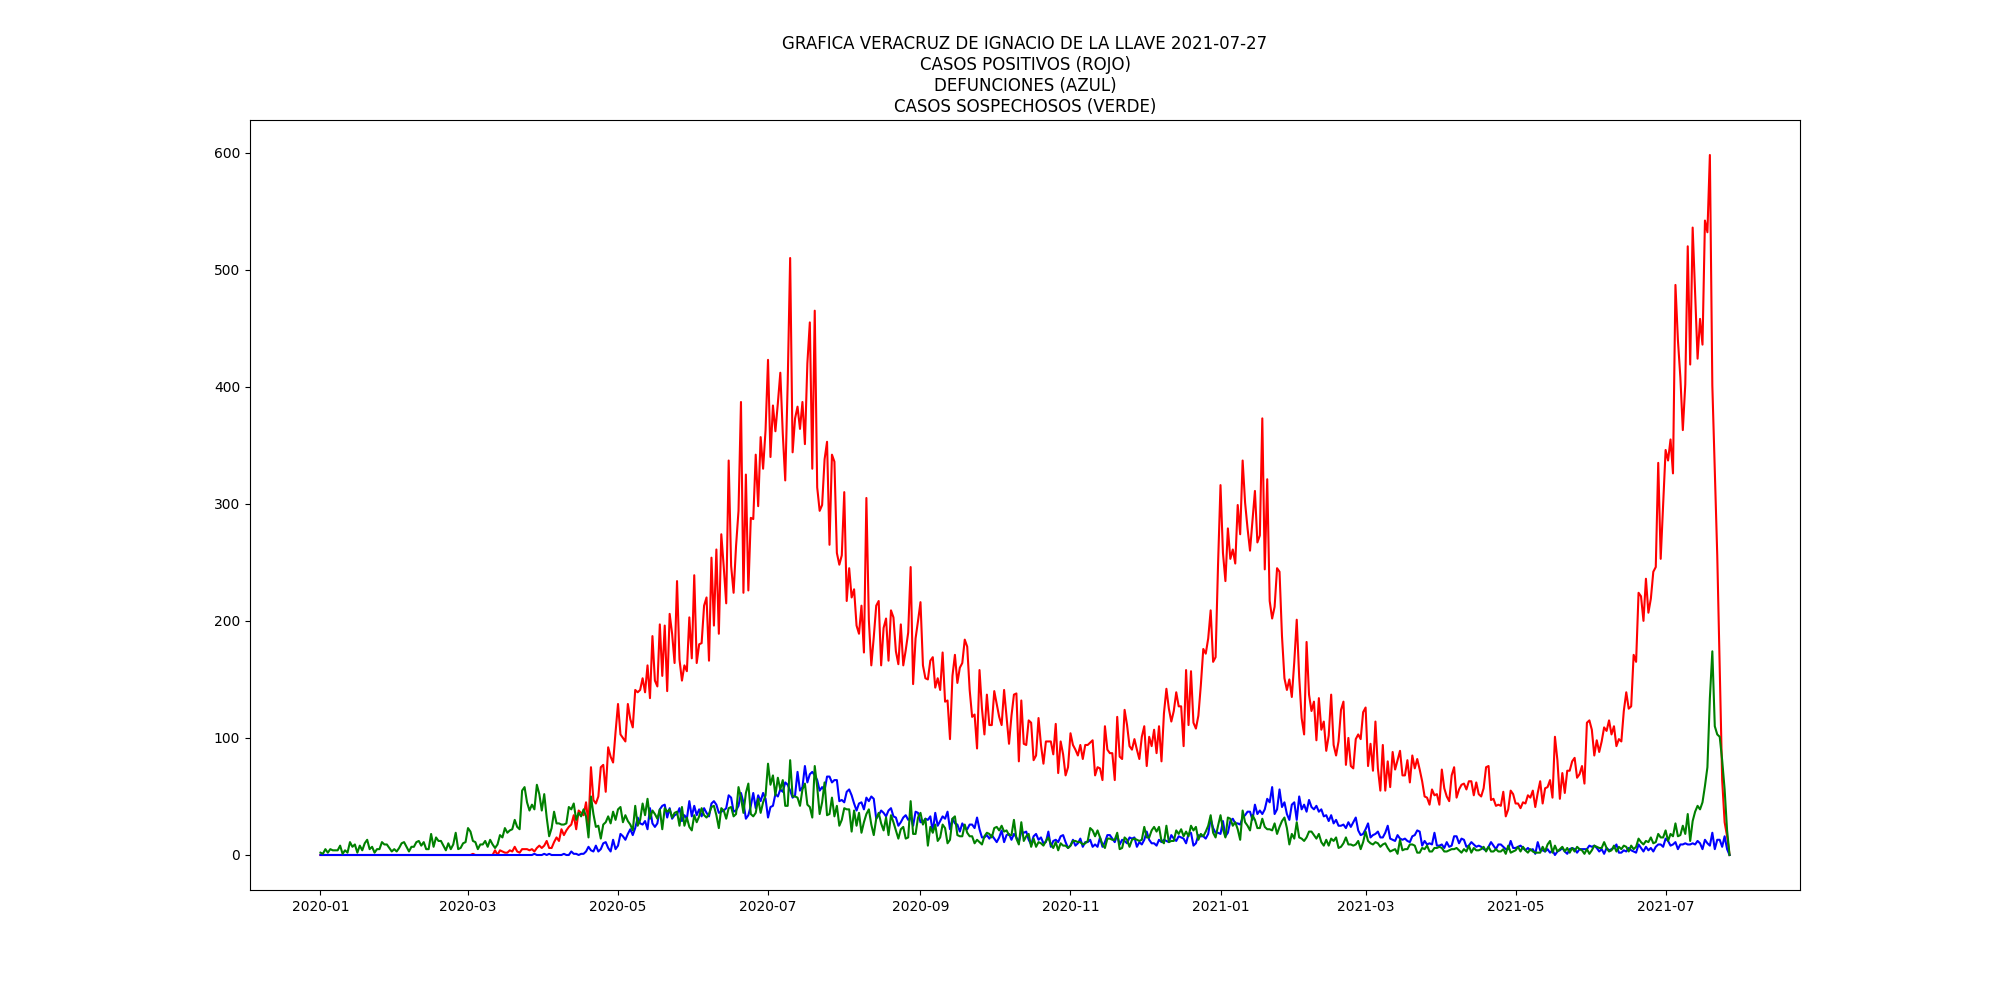 GRAFICA VERACRUZ DE IGNACIO DE LA LLAVE 2021-07-27
CASOS POSITIVOS (ROJO)
DEFUNCIONES (AZUL)
CASOS SOSPECHOSOS (VERDE)
600
500
400
300
200
100
0
2020-01 2020-03 2020-05 2020-07 2020-09 2020-11 2021-01 2021-03 2021-05 2021-07